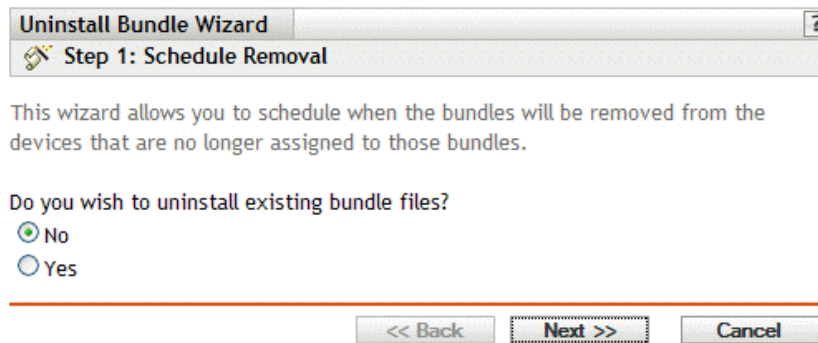 Uninstall Bundle Wizard
?
Step 1: Schedule Removal
This wizard allows you to schedule when the bundles will be removed from the
devices that are no longer assigned to those bundles.
Do you wish to uninstall existing bundle files?
No
Yes
<< Back Next >> Cancel